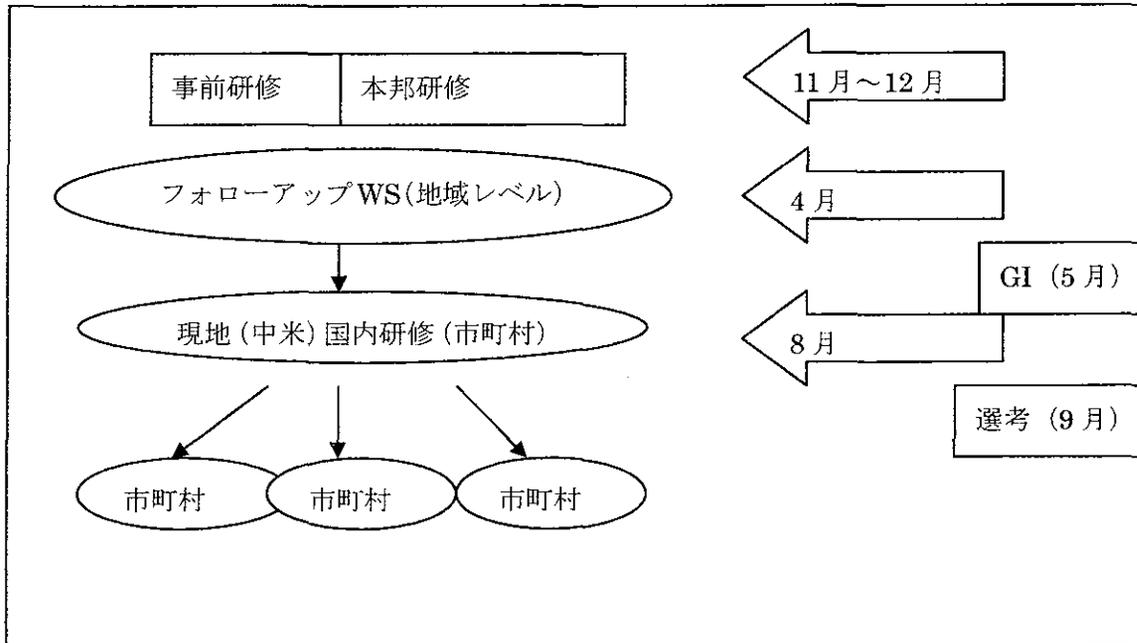 事前研修 本邦研修 11月～12月
フォローアップWS(地域レベル) 4月
GI（5月）
現地（中米）国内研修（市町村） 8月
選考（9月）
市町村 市町村 市町村